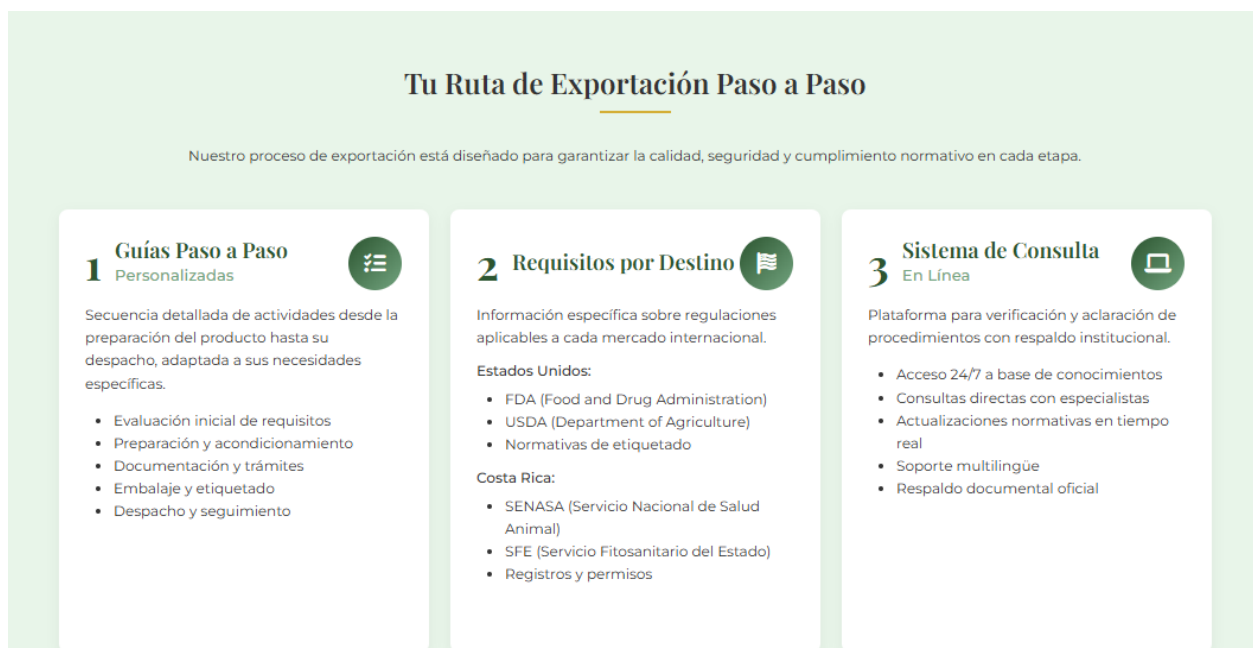 Tu Ruta de Exportación Paso a Paso
Nuestro proceso de exportación está diseñado para garantizar la calidad, seguridad y cumplimiento normativo en cada etapa.
1
Guías Paso a Paso
Personalizadas
Secuencia detallada de actividades desde la
preparación del producto hasta su
despacho, adaptada a sus necesidades
específicas.
Evaluación inicial de requisitos
Preparación y acondicionamiento
Documentación y trámites
Embalaje y etiquetado
Despacho y seguimiento
2
Requisitos por Destino
Información específica sobre regulaciones
aplicables a cada mercado internacional.
Estados Unidos:
FDA (Food and Drug Administration)
USDA (Department of Agriculture)
Normativas de etiquetado
Costa Rica:
SENASA (Servicio Nacional de Salud
Animal)
SFE (Servicio Fitosanitario del Estado)
Registros y permisos
3
Sistema de Consulta
En Línea
Plataforma para verificación y aclaración de
procedimientos con respaldo institucional.
Acceso 24/7 a base de conocimientos
Consultas directas con especialistas
Actualizaciones normativas en tiempo
real
Soporte multilingüe
Respaldo documental oficial